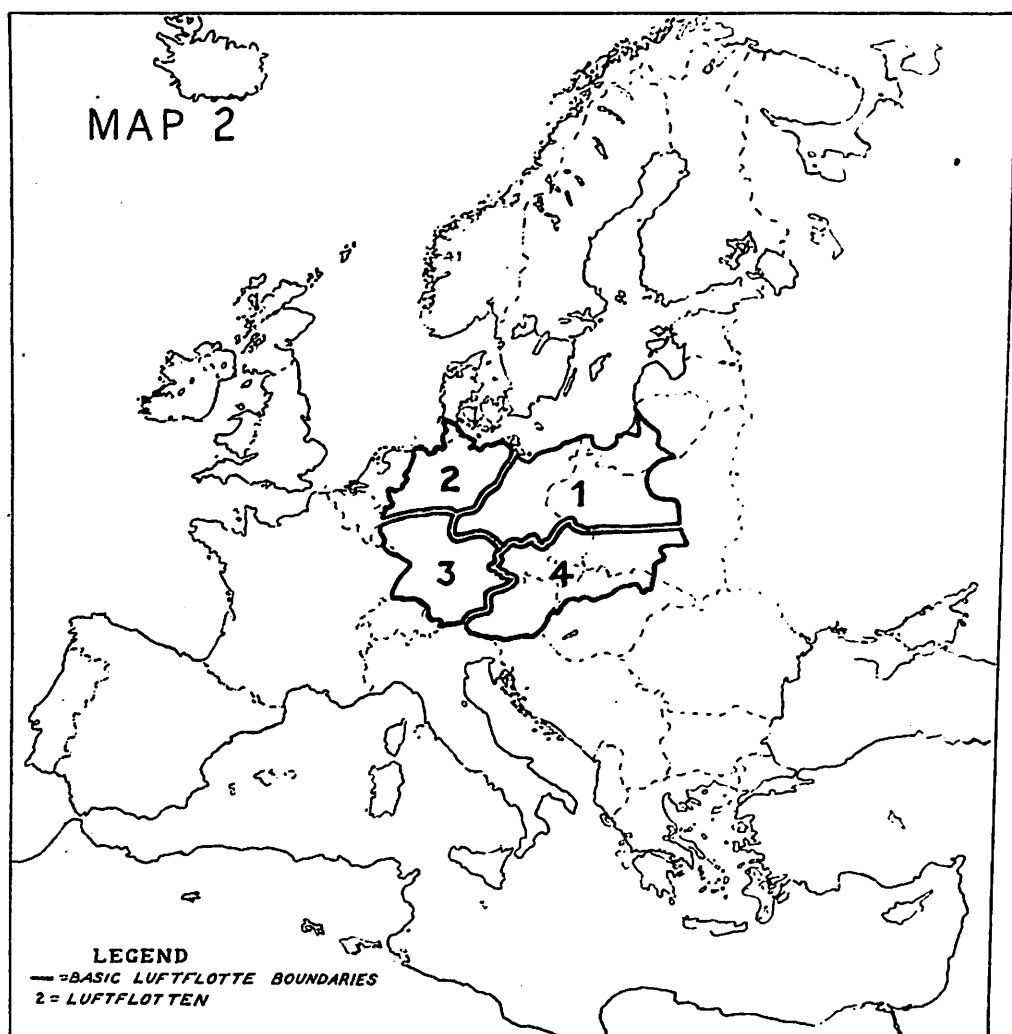 MAP 2
2
1
3
4
LEGEND
— =BASIC LUFTFLOTTE BOUNDARIES
2 = LUFTFLOTTEN